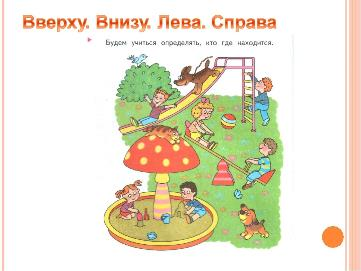 Вверху. Внизу. Лева. Справа
Будем учиться определять, кто где находится.